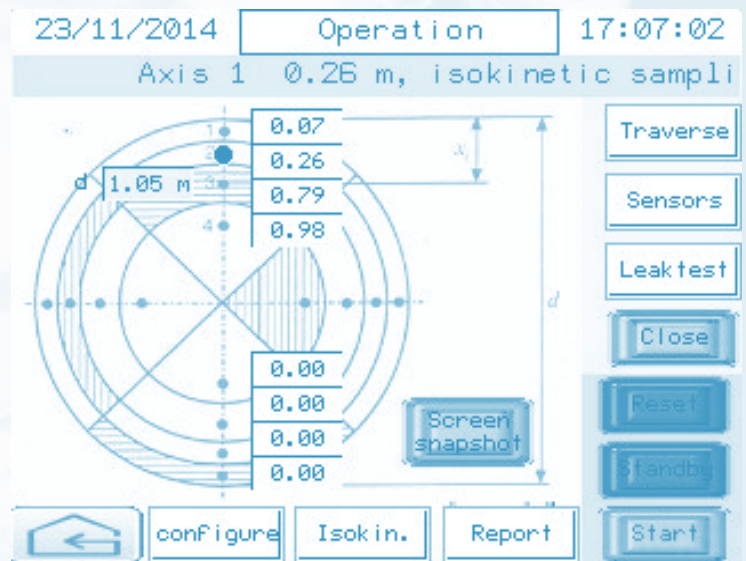 23/11/2014 Operation 17:07:02
Axis 1 0.26 m, isokinetic sampli
1 0.07
2 0.26
d 1.05 m 3 0.79
4 0.98
xi
d
0.00
0.00
0.00
0.00
Traverse
Sensors
Leaktest
Close
Reset
Standby
Start
Screen
snapshot
configure Isokin. Report